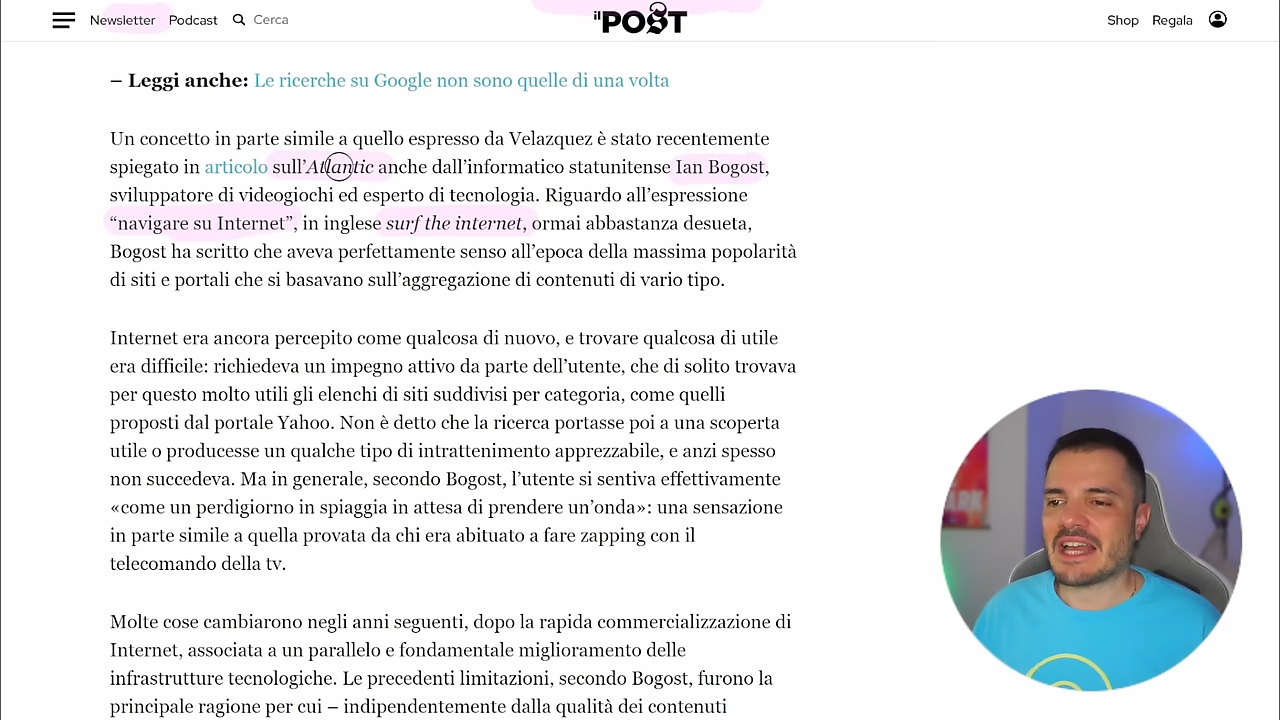 Newsletter Podcast Cerca
il POST
Shop Regala
– Leggi anche: Le ricerche su Google non sono quelle di una volta
Un concetto in parte simile a quello espresso da Velazquez è stato recentemente
spiegato in articolo sull’Atlantic anche dall’informatico statunitense Ian Bogost,
sviluppatore di videogiochi ed esperto di tecnologia. Riguardo all’espressione
“navigare su Internet”, in inglese surf the internet, ormai abbastanza desueta,
Bogost ha scritto che aveva perfettamente senso all’epoca della massima popolarità
di siti e portali che si basavano sull’aggregazione di contenuti di vario tipo.
Internet era ancora percepito come qualcosa di nuovo, e trovare qualcosa di utile
era difficile: richiedeva un impegno attivo da parte dell’utente, che di solito trovava
per questo molto utili gli elenchi di siti suddivisi per categoria, come quelli
proposti dal portale Yahoo. Non è detto che la ricerca portasse poi a una scoperta
utile o producesse un qualche tipo di intrattenimento apprezzabile, e anzi spesso
non succedeva. Ma in generale, secondo Bogost, l’utente si sentiva effettivamente
«come un perdigiorno in spiaggia in attesa di prendere un’onda»: una sensazione
in parte simile a quella provata da chi era abituato a fare zapping con il
telecomando della tv.
Molte cose cambiarono negli anni seguenti, dopo la rapida commercializzazione di
Internet, associata a un parallelo e fondamentale miglioramento delle
infrastrutture tecnologiche. Le precedenti limitazioni, secondo Bogost, furono la
principale ragione per cui – indipendentemente dalla qualità dei contenuti